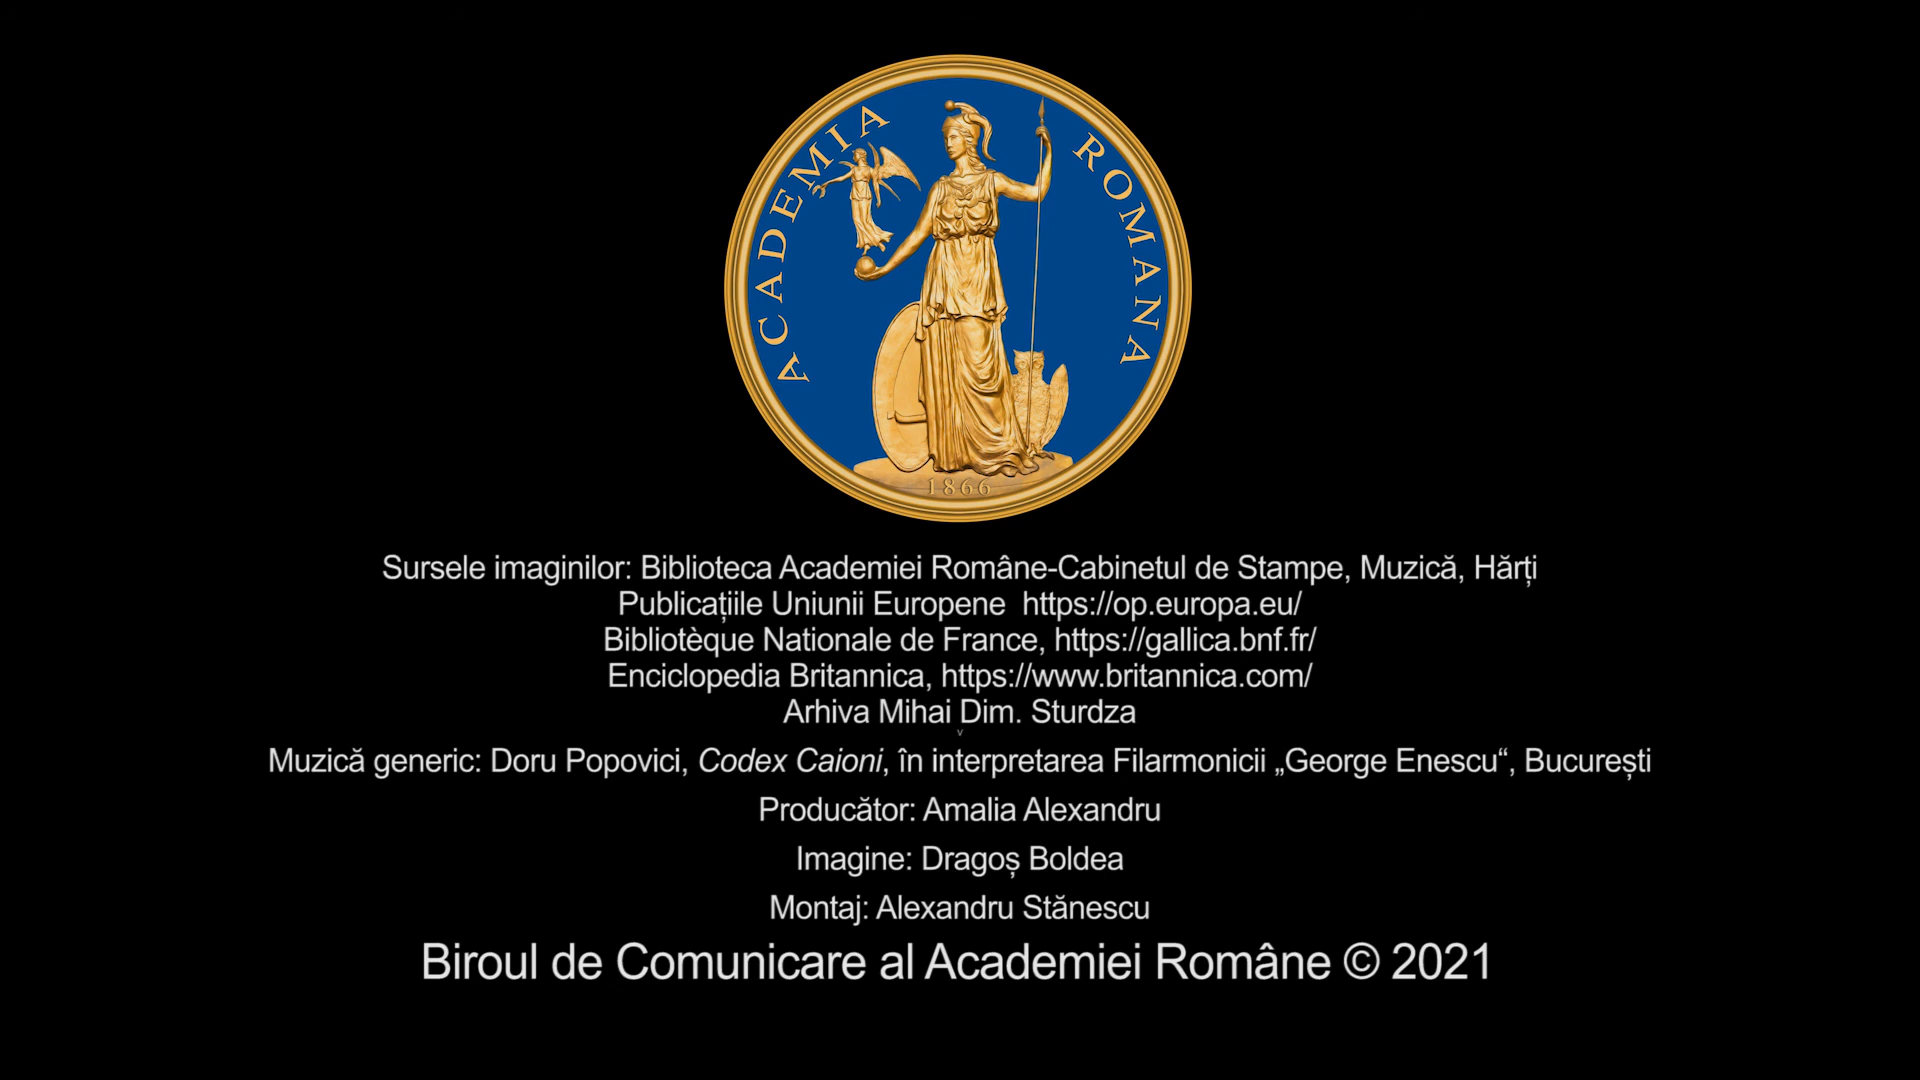 ACADEMIA ROMANA
1866
Sursele imaginilor: Biblioteca Academiei Române-Cabinetul de Stampe, Muzică, Hărți
Publicațiile Uniunii Europene  https://op.europa.eu/
Bibliotèque Nationale de France, https://gallica.bnf.fr/
Enciclopedia Britannica, https://www.britannica.com/
Arhiva Mihai Dim. Sturdza
v
Muzică generic: Doru Popovici, Codex Caioni, în interpretarea Filarmonicii „George Enescu“, București
Producător: Amalia Alexandru
Imagine: Dragoș Boldea
Montaj: Alexandru Stănescu
Biroul de Comunicare al Academiei Române © 2021